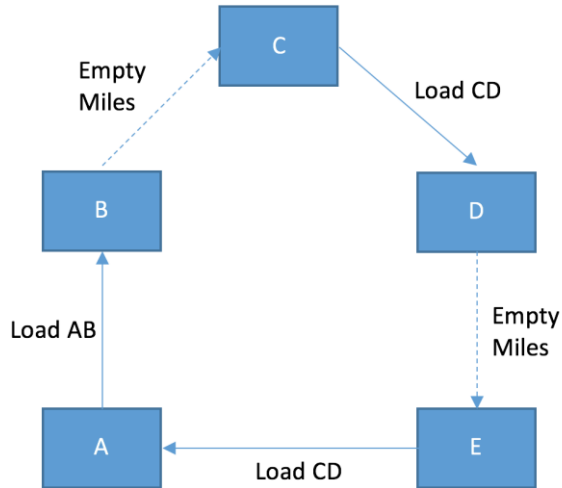 C
Empty
Miles
Load CD
B
D
Load AB
Empty
Miles
A
E
Load CD